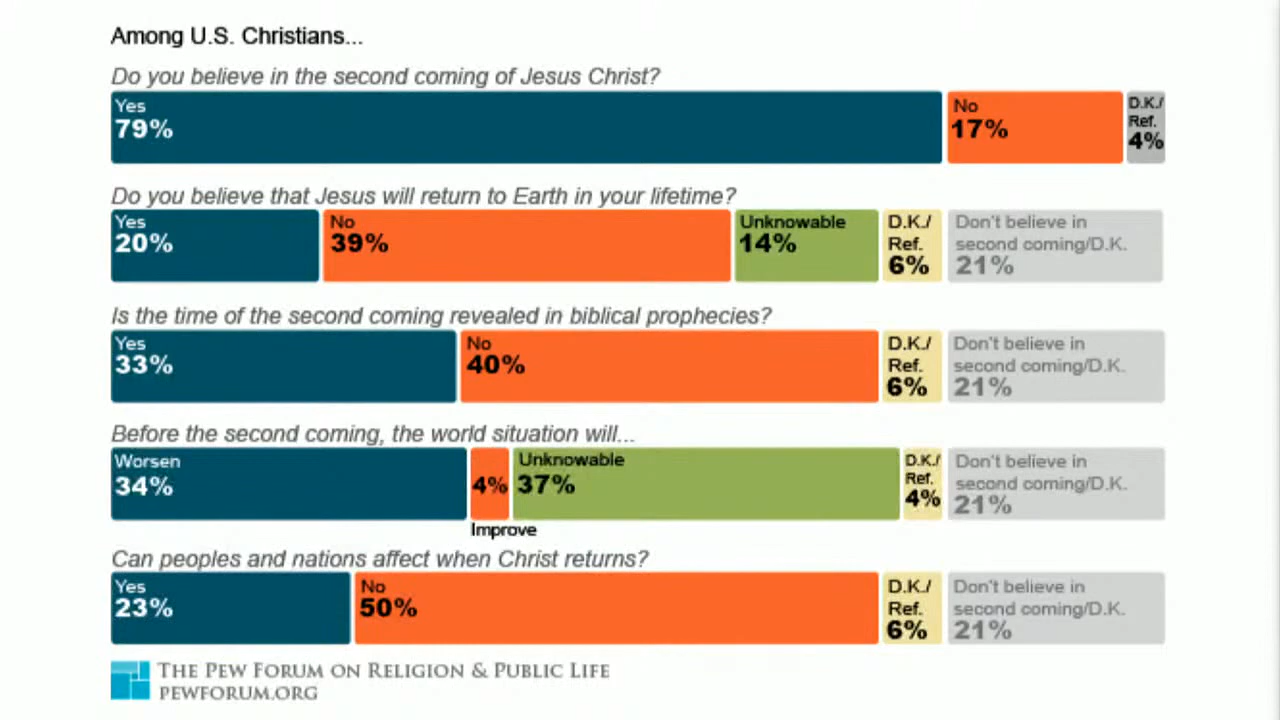 Among U.S. Christians...
Do you believe in the second coming of Jesus Christ?
Yes
79%
No
17%
D.K./
Ref.
4%
Do you believe that Jesus will return to Earth in your lifetime?
Yes
20%
No
39%
Unknowable
14%
D.K./
Ref.
6%
Don't believe in
second coming/D.K.
21%
Is the time of the second coming revealed in biblical prophecies?
Yes
33%
No
40%
D.K./
Ref.
6%
Don't believe in
second coming/D.K.
21%
Before the second coming, the world situation will...
Worsen
34%
4%
Improve
Unknowable
37%
D.K./
Ref.
4%
Don't believe in
second coming/D.K.
21%
Can peoples and nations affect when Christ returns?
Yes
23%
No
50%
D.K./
Ref.
6%
Don't believe in
second coming/D.K.
21%
THE PEW FORUM ON RELIGION & PUBLIC LIFE
PEWFORUM.ORG